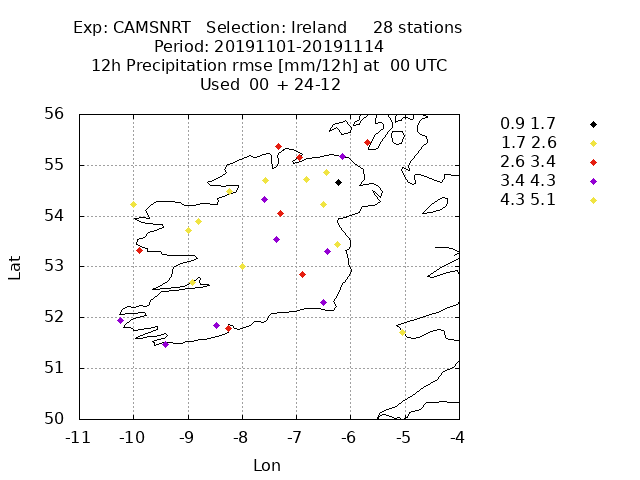 Exp: CAMSNRT   Selection: Ireland     28 stations
Period: 20191101-20191114
12h Precipitation rmse [mm/12h] at  00 UTC
Used  00  + 24-12
0.9 1.7
1.7 2.6
2.6 3.4
3.4 4.3
4.3 5.1
56
55
54
53
52
51
50
Lat
-11 -10 -9 -8 -7 -6 -5 -4
Lon